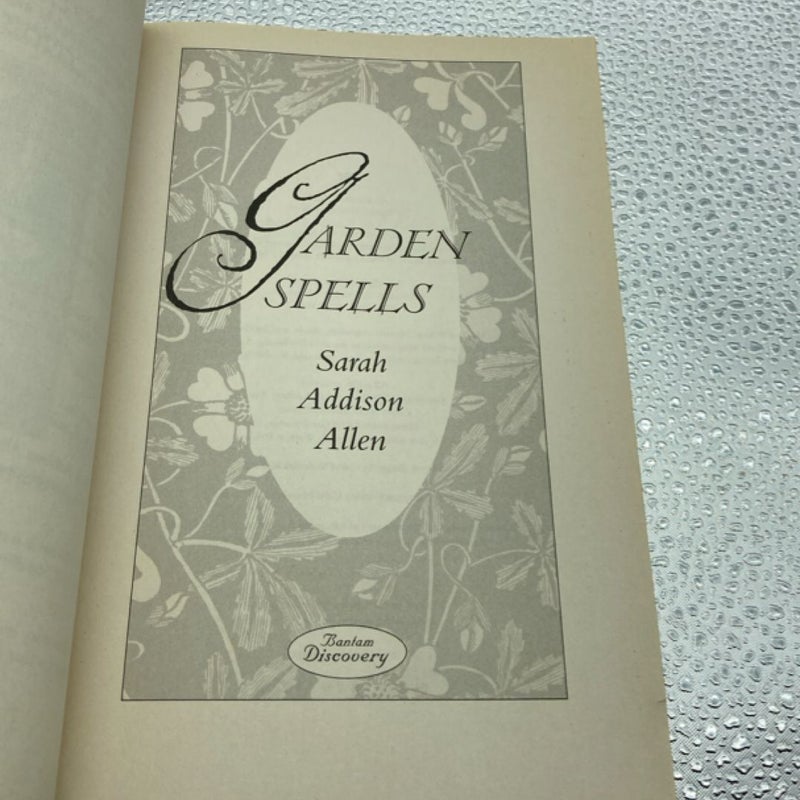 GARDEN
SPELLS
Sarah
Addison
Allen
Bantam
Discovery